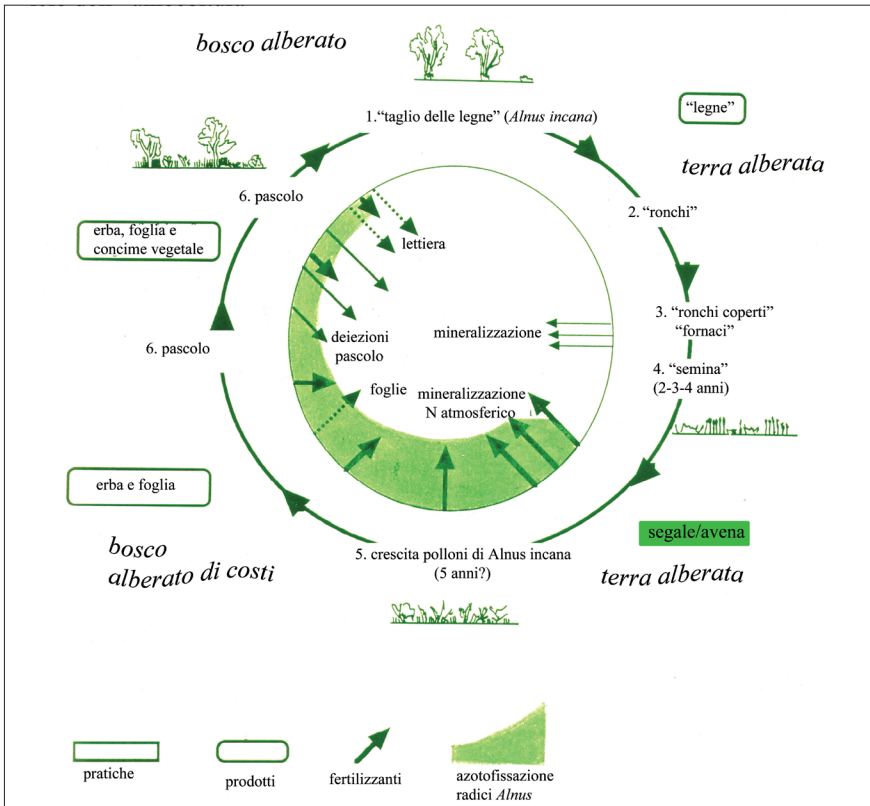 bosco alberato
1.“taglio delle legne” (Alnus incana)
“legne”
terra alberata
6. pascolo
2. “ronchi”
erba, foglia e
concime vegetale
lettiera
3. “ronchi coperti”
“fornaci”
mineralizzazione
deiezioni
pascolo
6. pascolo
4. “semina”
(2-3-4 anni)
foglie
mineralizzazione
N atmosferico
erba e foglia
segale/avena
bosco
alberato di costi
5. crescita polloni di Alnus incana
(5 anni?)
terra alberata
pratiche
prodotti
fertilizzanti
azotofissazione
radici Alnus